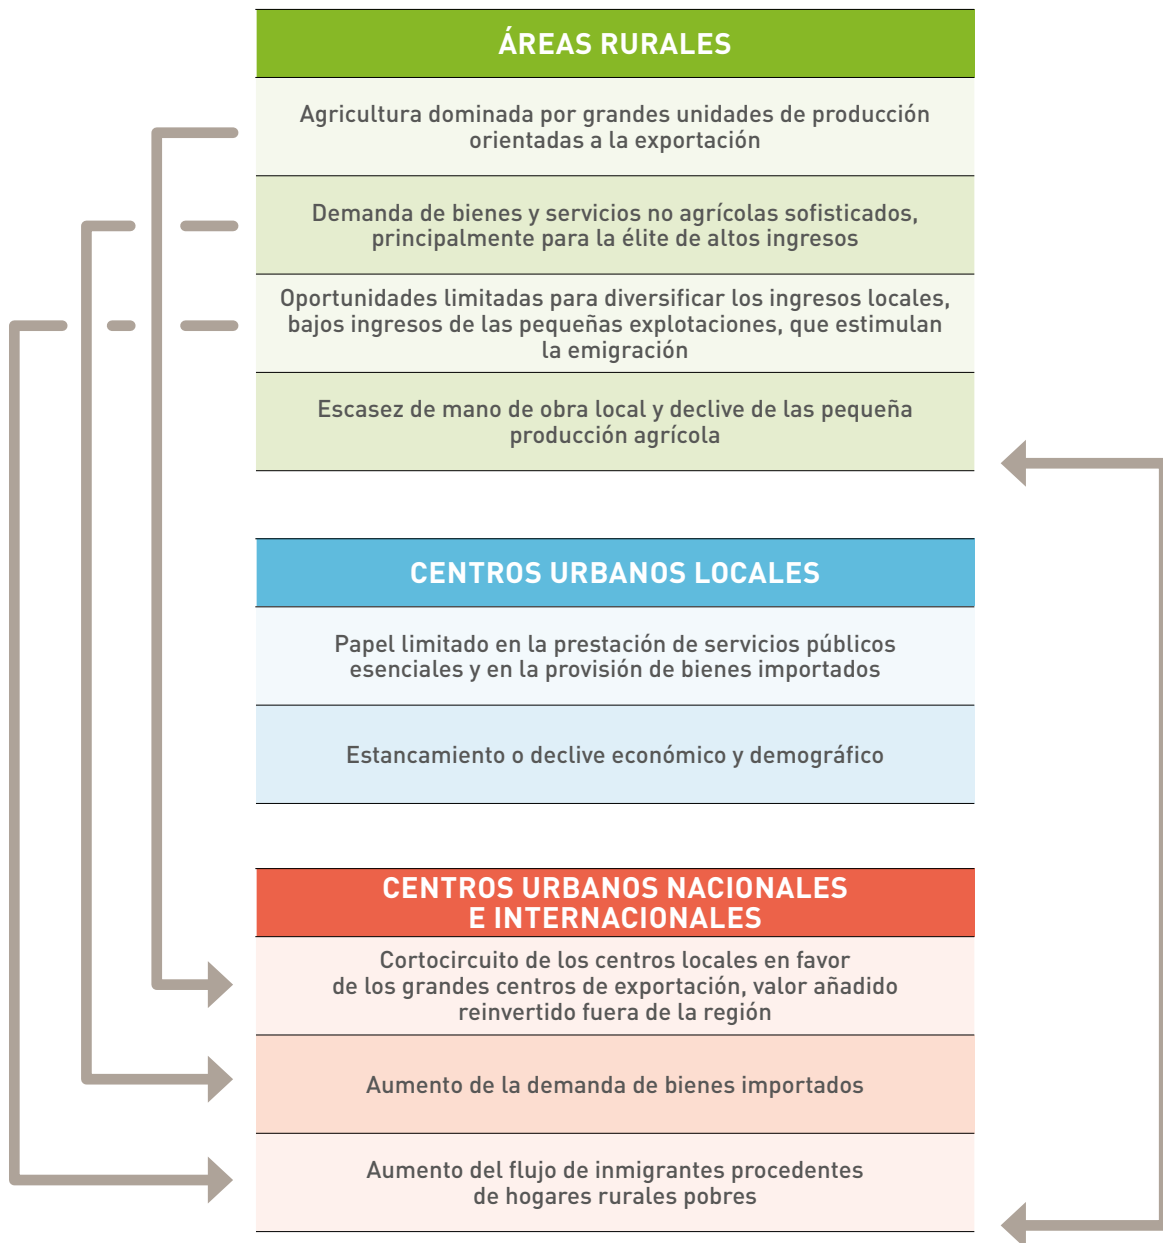 ÁREAS RURALES
Agricultura dominada por grandes unidades de producción
orientadas a la exportación
Demanda de bienes y servicios no agrícolas sofisticados,
principalmente para la élite de altos ingresos
Oportunidades limitadas para diversificar los ingresos locales,
bajos ingresos de las pequeñas explotaciones, que estimulan
la emigración
Escasez de mano de obra local y declive de las pequeña
producción agrícola
CENTROS URBANOS LOCALES
Papel limitado en la prestación de servicios públicos
esenciales y en la provisión de bienes importados
Estancamiento o declive económico y demográfico
CENTROS URBANOS NACIONALES
E INTERNACIONALES
Cortocircuito de los centros locales en favor
de los grandes centros de exportación, valor añadido
reinvertido fuera de la región
Aumento de la demanda de bienes importados
Aumento del flujo de inmigrantes procedentes
de hogares rurales pobres